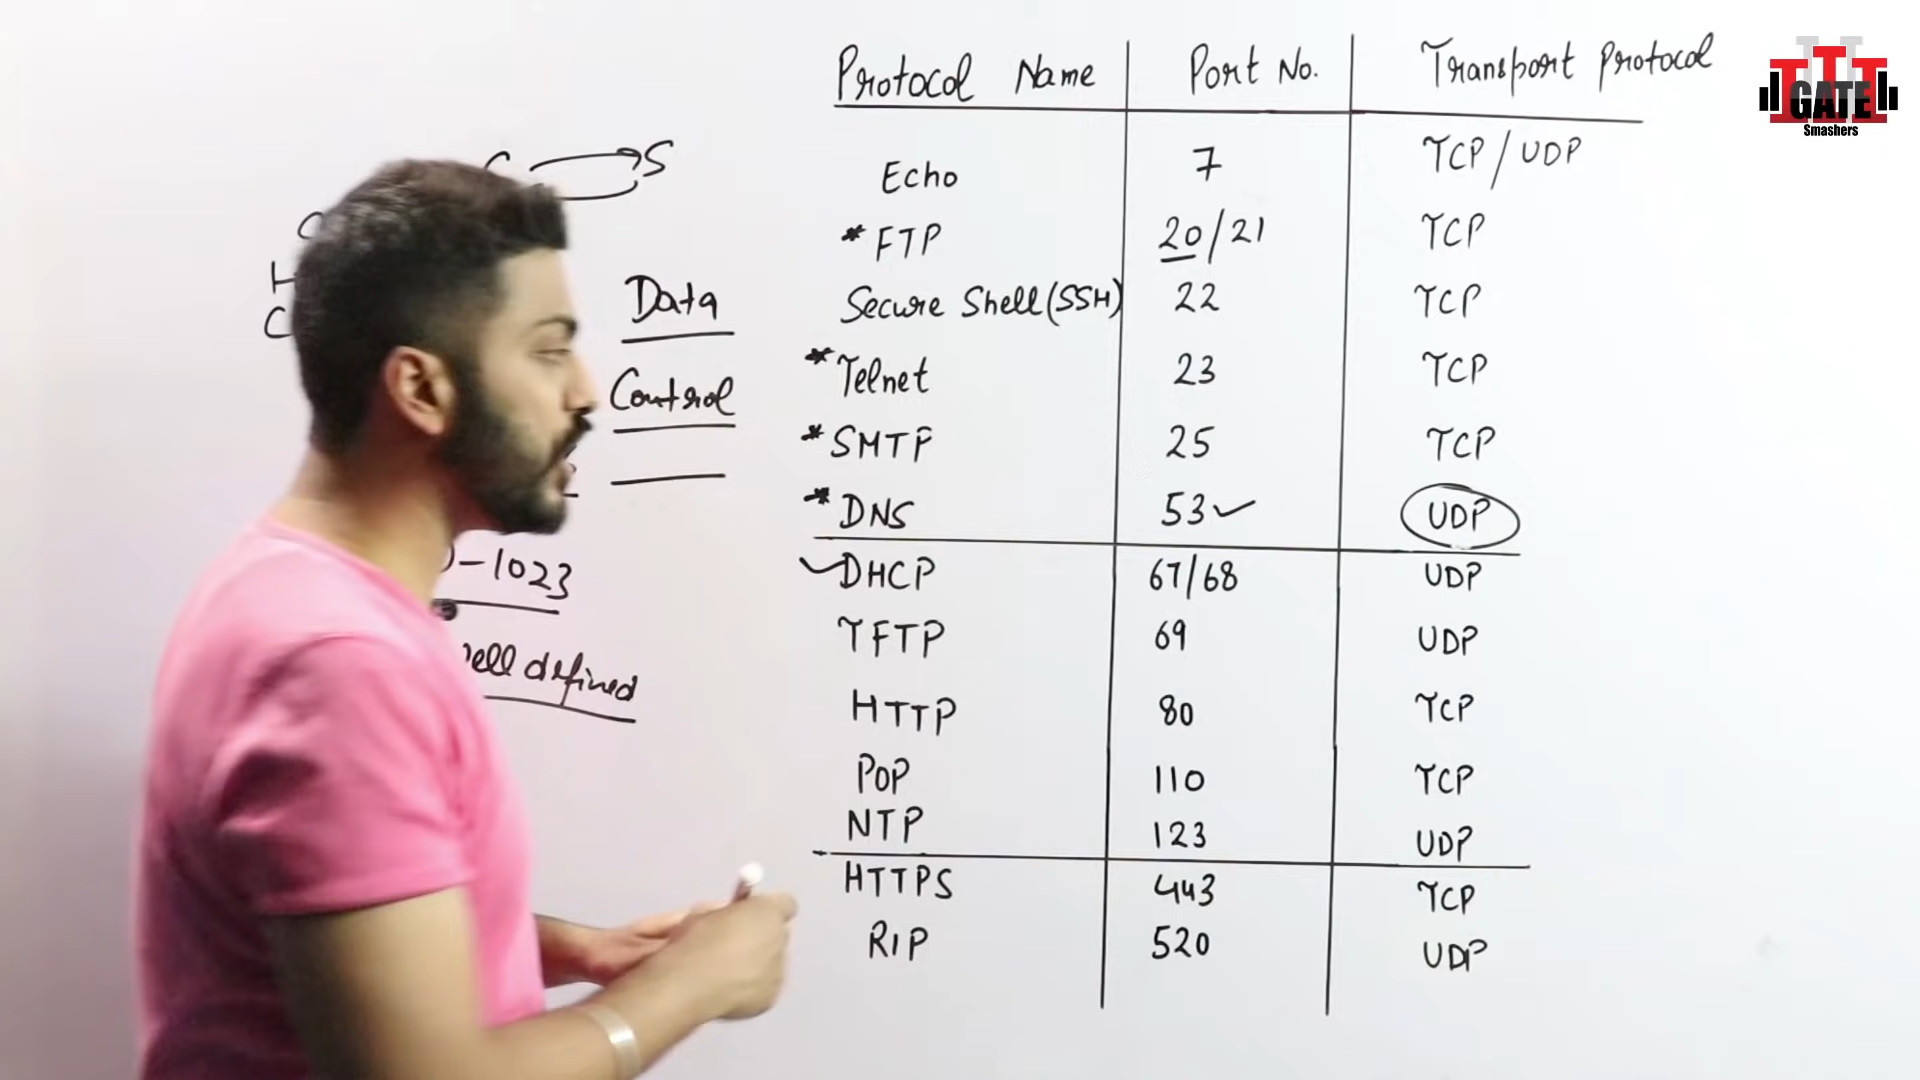 Protocol Name Port No. Transport Protocol
Echo 7 TCP/UDP
*FTP 20/21 TCP
Secure Shell(SSH) 22 TCP
*Telnet 23 TCP
*SMTP 25 TCP
*DNS 53✓ UDP
✓DHCP 67/68 UDP
TFTP 69 UDP
HTTP 80 TCP
POP 110 TCP
NTP 123 UDP
HTTPS 443 TCP
RIP 520 UDP
S
Data
Control
-1023
defined
GATE
Smashers